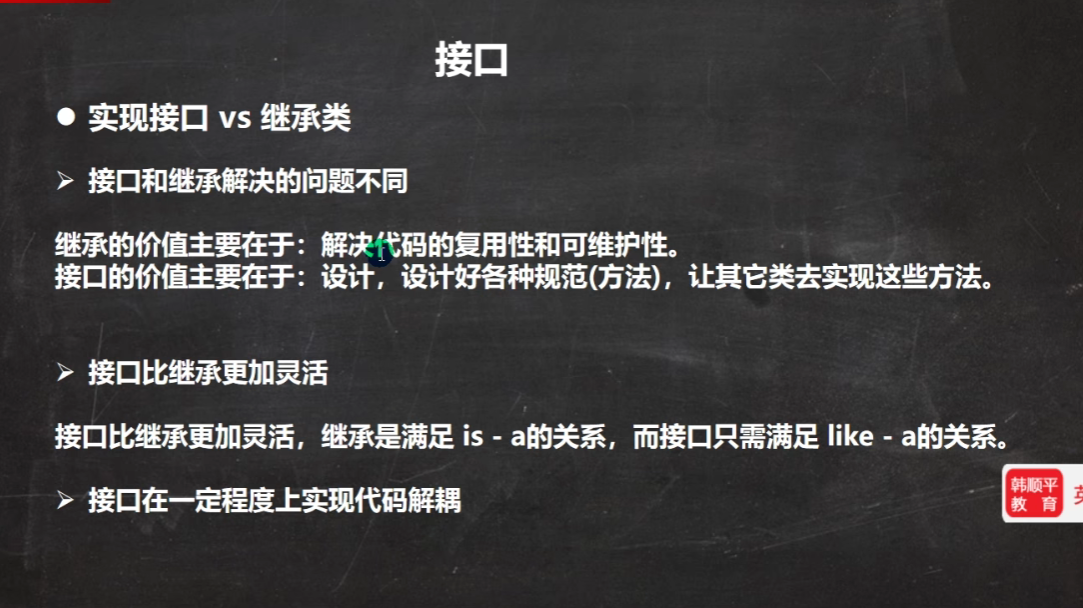 接口
● 实现接口 vs 继承类
➢ 接口和继承解决的问题不同
继承的价值主要在于：解决代码的复用性和可维护性。
接口的价值主要在于：设计，设计好各种规范(方法)，让其它类去实现这些方法。
➢ 接口比继承更加灵活
接口比继承更加灵活，继承是满足 is - a的关系，而接口只需满足 like - a的关系。
➢ 接口在一定程度上实现代码解耦
韩顺平
教 育